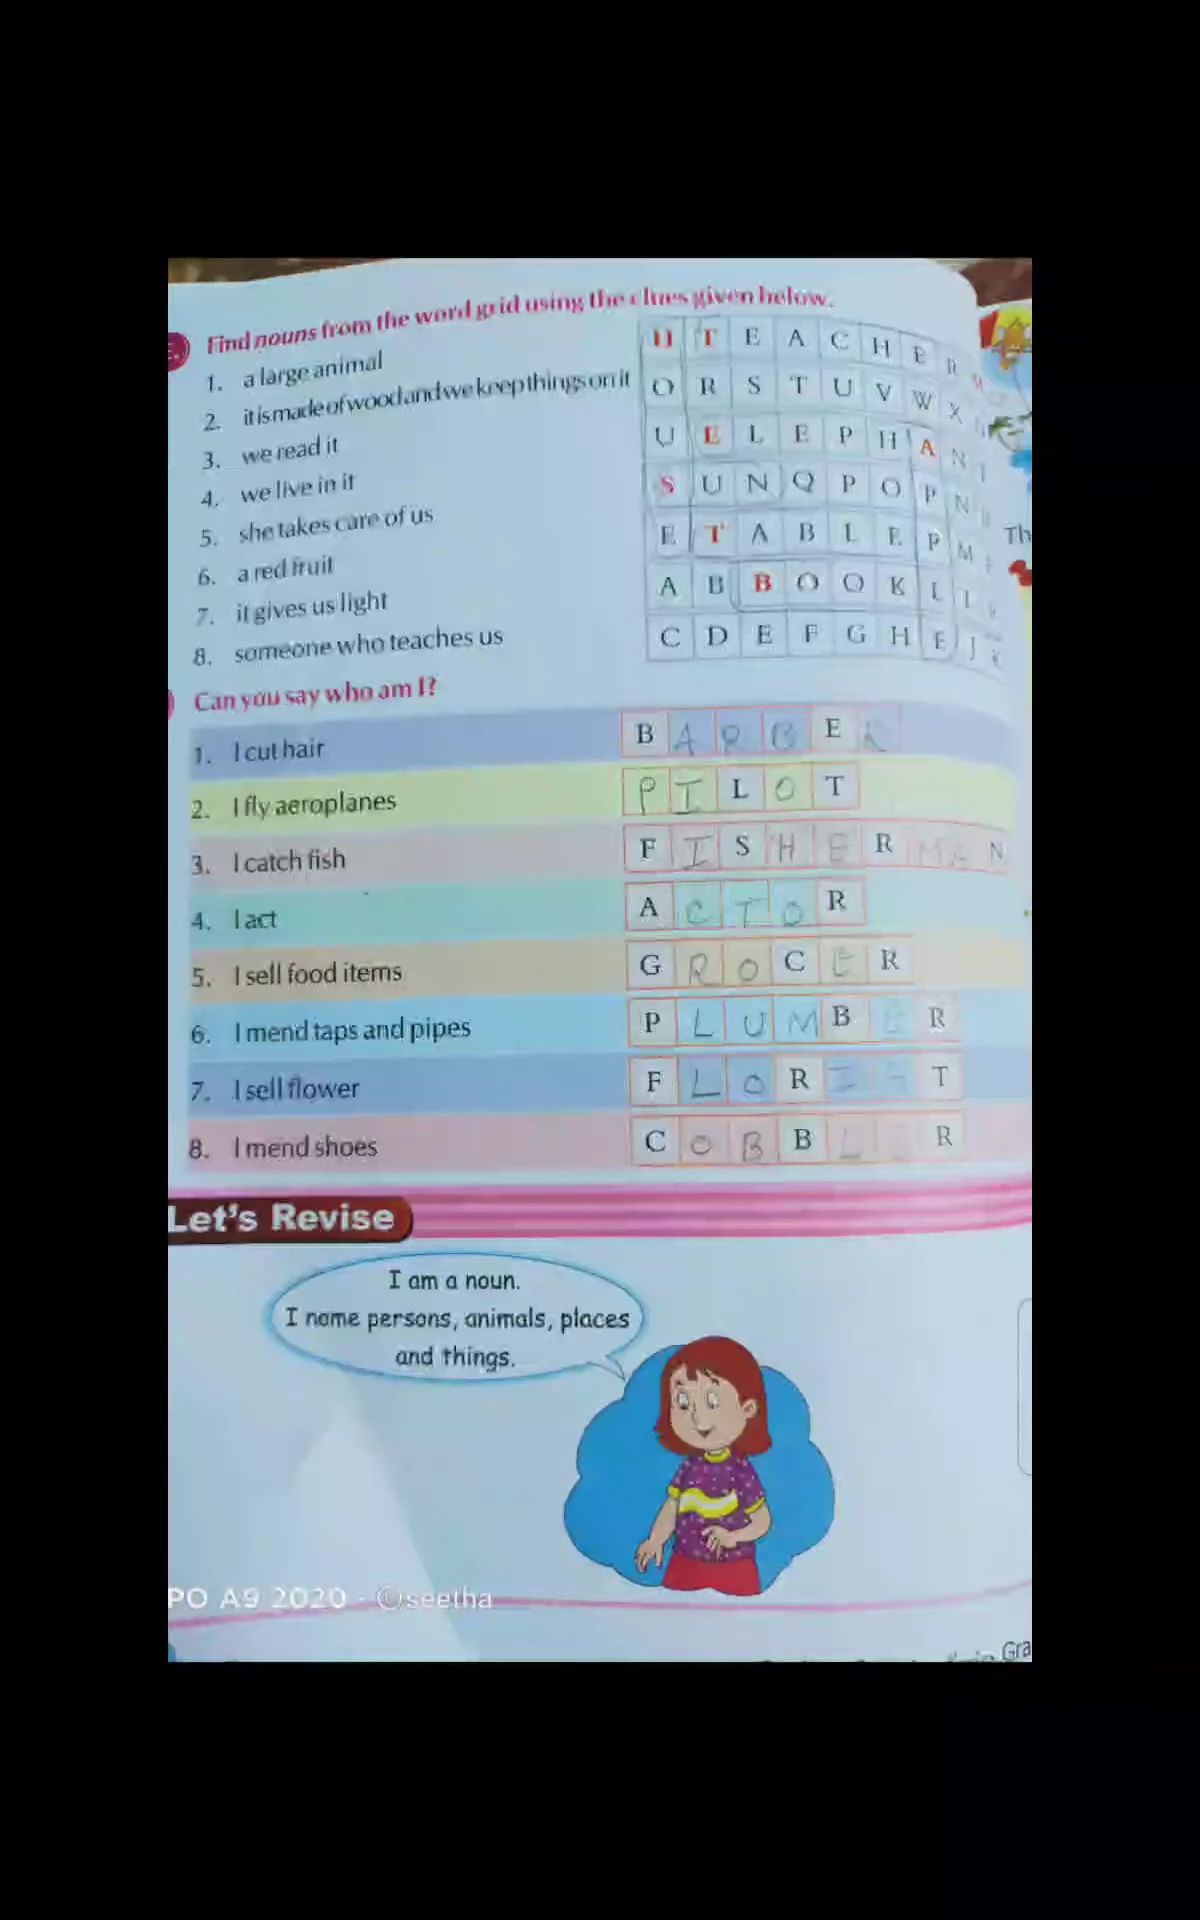 Find nouns from the word grid using the clues given below.
1. a large animal
2. it is made of wood and we keep things on it
3. we read it
4. we live in it
5. she takes care of us
6. a red fruit
7. it gives us light
8. someone who teaches us
H T E A C H E R M
O R S T U V W X
U E L E P H A N T
S U N Q P O P N
E T A B L E P M
A B B O O K L L
C D E F G H E J K
Th
Can you say who am I?
1. I cut hair B A R B E R
2. I fly aeroplanes P I L O T
3. I catch fish F I S H E R M A N
4. I act A C T O R
5. I sell food items G R O C E R
6. I mend taps and pipes P L U M B E R
7. I sell flower F L O R I S T
8. I mend shoes C O B B L E R
Let's Revise
I am a noun.
I name persons, animals, places
and things.
PO A9 2020 · ©seetha
Gra